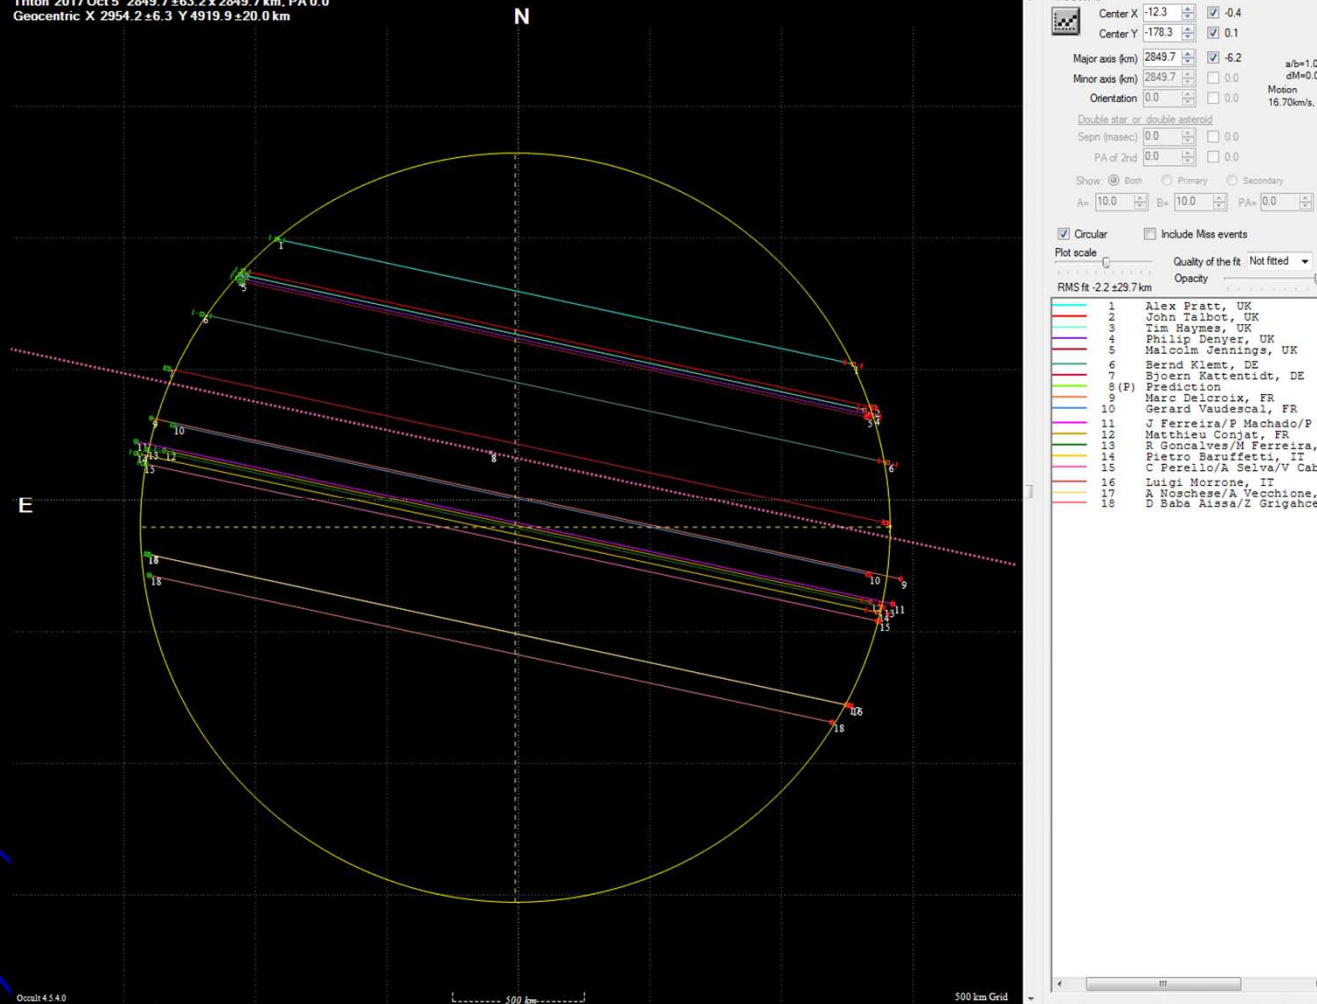 Triton 2017 Oct 5 2849.7 ±63.2 x 2849.7 km, PA 0.0
Geocentric X 2954.2 ±6.3 Y 4919.9 ±20.0 km
N
E
1
5
6
7
9
10
11
13
12
14
15
16
18
8
1
5
4
6
10
9
11
13
14
15
16
18
Occult 4.5.4.0
500 km
500 km Grid
Center X -12.3 -0.4
Center Y -178.3 0.1
Major axis (km) 2849.7 -6.2
Minor axis (km) 2849.7 0.0
Orientation 0.0 0.0
a/b=1.0
dM=0.0
Motion
16.70km/s,
Double star or double asteroid
Sepn (masec) 0.0 0.0
PA of 2nd 0.0 0.0
Show: Both Primary Secondary
A= 10.0 B= 10.0 PA= 0.0
Circular Include Miss events
Plot scale
Quality of the fit Not fitted
Opacity
RMS fit -2.2 ±29.7 km
1 Alex Pratt, UK
2 John Talbot, UK
3 Tim Haymes, UK
4 Philip Denyer, UK
5 Malcolm Jennings, UK
6 Bernd Klemt, DE
7 Bjoern Kattentidt, DE
8(P) Prediction
9 Marc Delcroix, FR
10 Gerard Vaudescal, FR
11 J Ferreira/P Machado/P
12 Matthieu Conjat, FR
13 R Goncalves/M Ferreira,
14 Pietro Baruffetti, IT
15 C Perello/A Selva/V Cab
16 Luigi Morrone, IT
17 A Noschese/A Vecchione,
18 D Baba Aissa/Z Grigahce